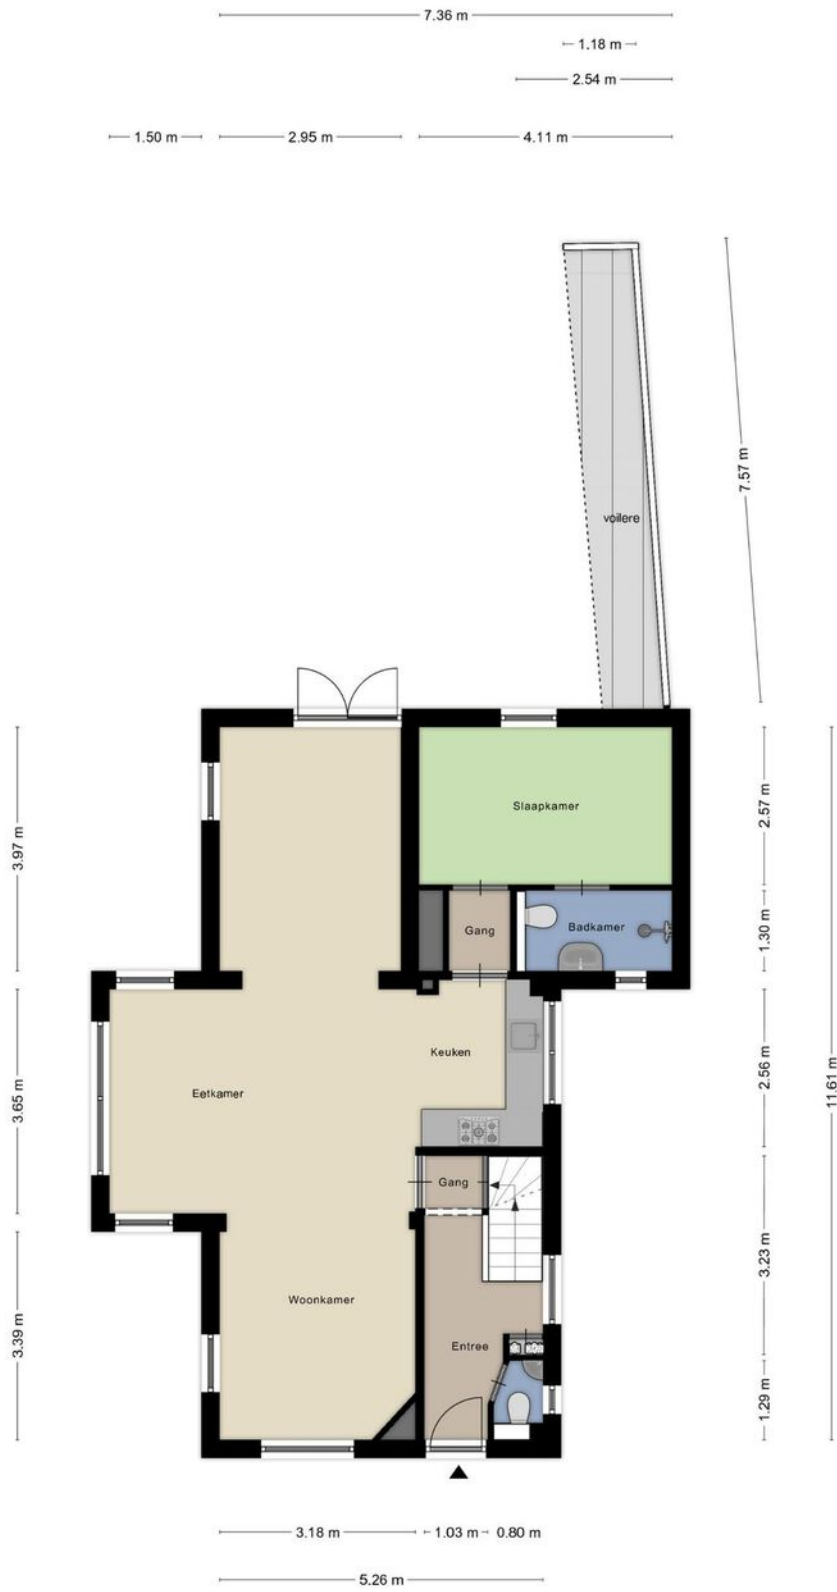 7.36 m
1.18 m
2.54 m
1.50 m
2.95 m
4.11 m
7.57 m
voilere
3.97 m
Slaapkamer
2.57 m
Gang
Badkamer
1.30 m
Keuken
2.56 m
11.61 m
3.65 m
Eetkamer
Gang
3.23 m
Woonkamer
3.39 m
Entree
1.29 m
3.18 m
1.03 m
0.80 m
5.26 m